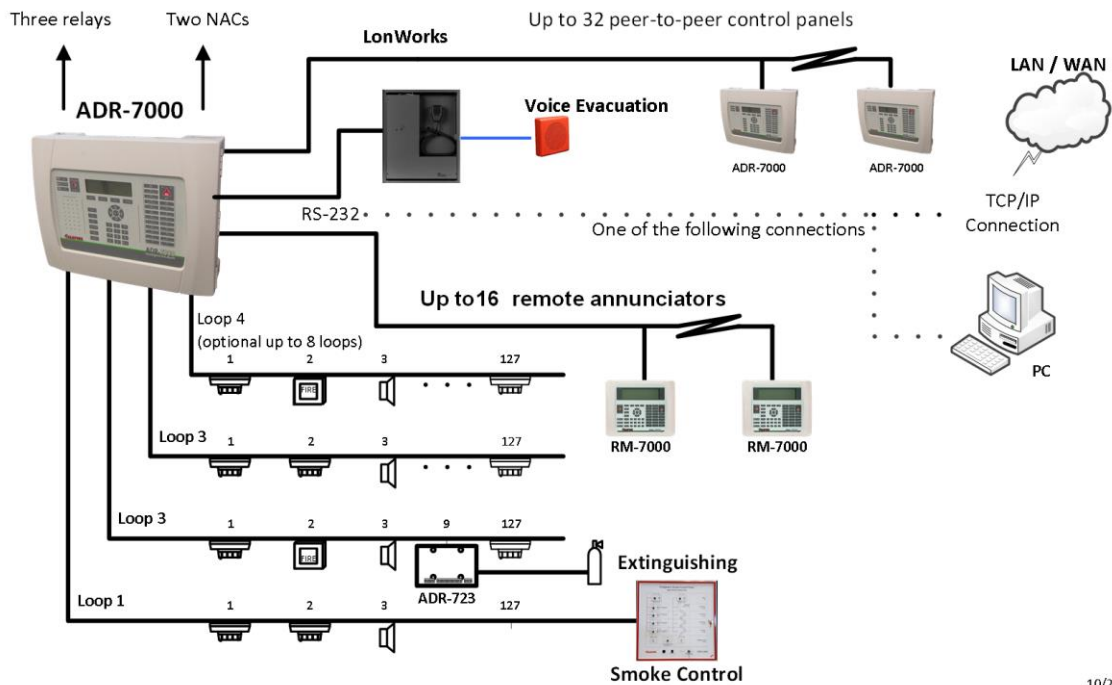 Three relays
Two NACs
Up to 32 peer-to-peer control panels
LonWorks
LAN / WAN
ADR-7000
Voice Evacuation
ADR-7000
ADR-7000
RS-232
One of the following connections
TCP/IP
Connection
Up to16 remote annunciators
Loop 4
(optional up to 8 loops)
1
2
3
127
FIRE
PC
RM-7000
RM-7000
Loop 3
1
2
3
127
Loop 3
1
2
3
9
127
FIRE
ADR-723
Extinguishing
Loop 1
1
2
3
127
Smoke Control